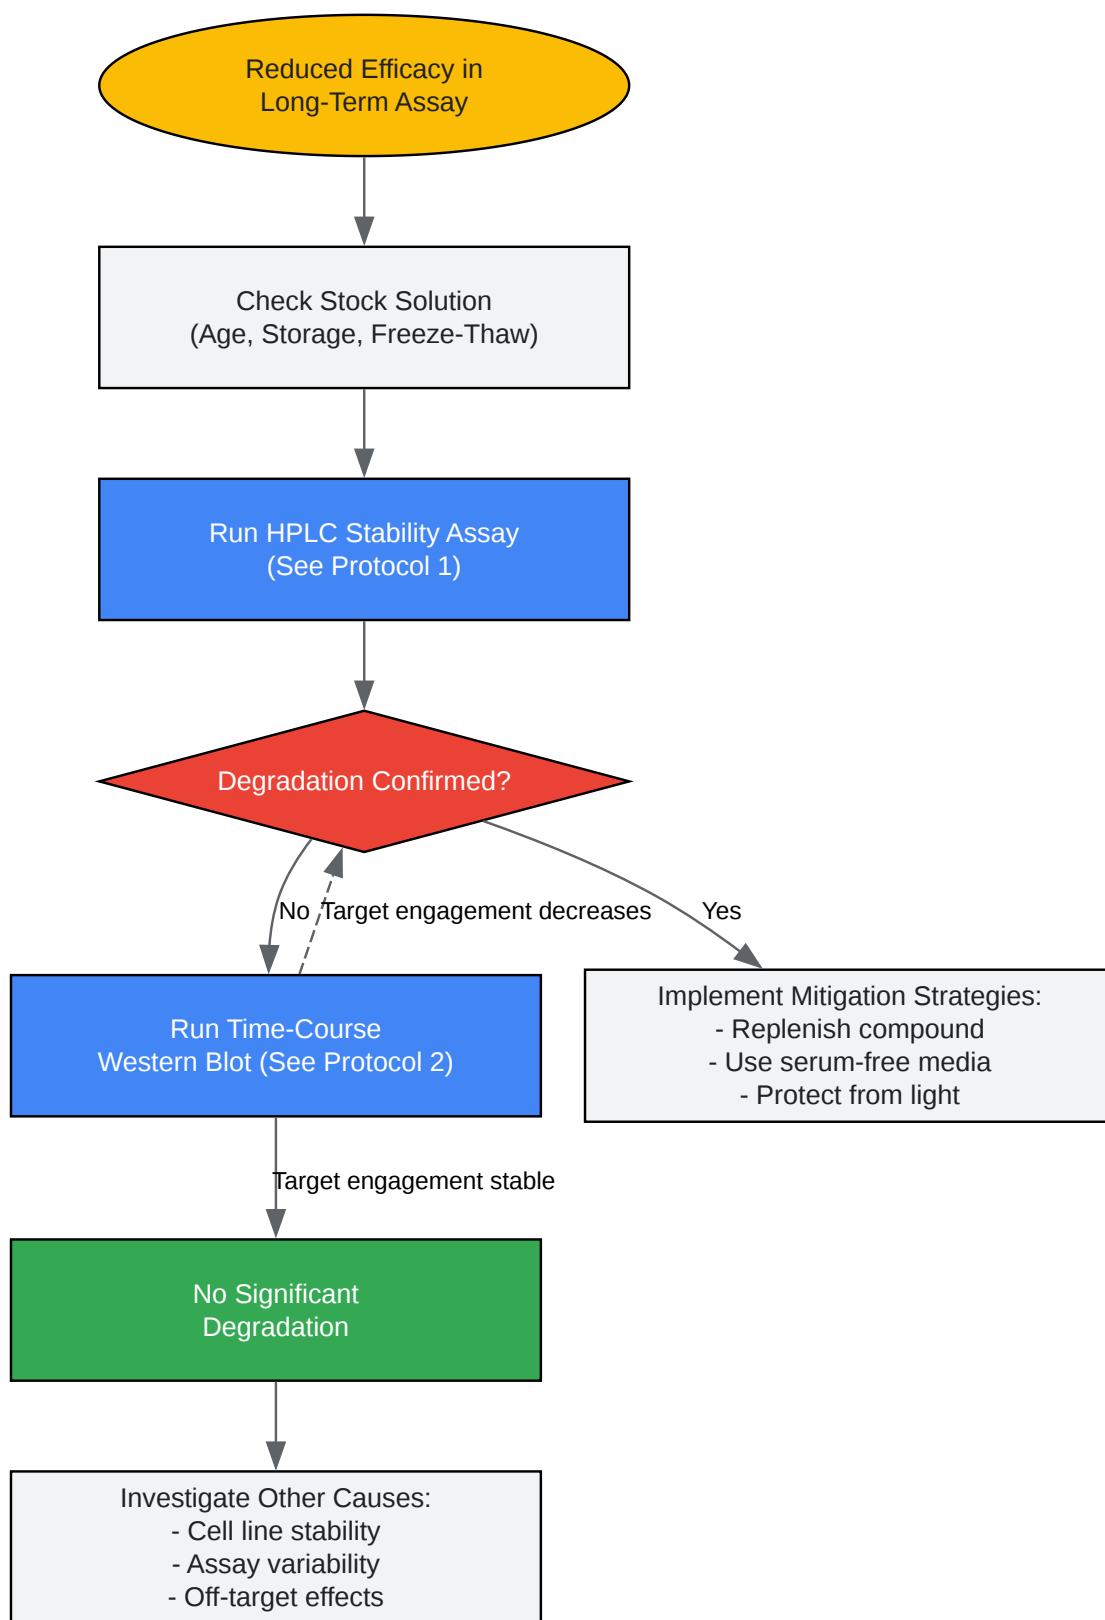 Reduced Efficacy in
Long-Term Assay
Check Stock Solution
(Age, Storage, Freeze-Thaw)
Run HPLC Stability Assay
(See Protocol 1)
Degradation Confirmed?
No
Target engagement decreases
Yes
Run Time-Course
Western Blot (See Protocol 2)
Implement Mitigation Strategies:
- Replenish compound
- Use serum-free media
- Protect from light
Target engagement stable
No Significant
Degradation
Investigate Other Causes:
- Cell line stability
- Assay variability
- Off-target effects